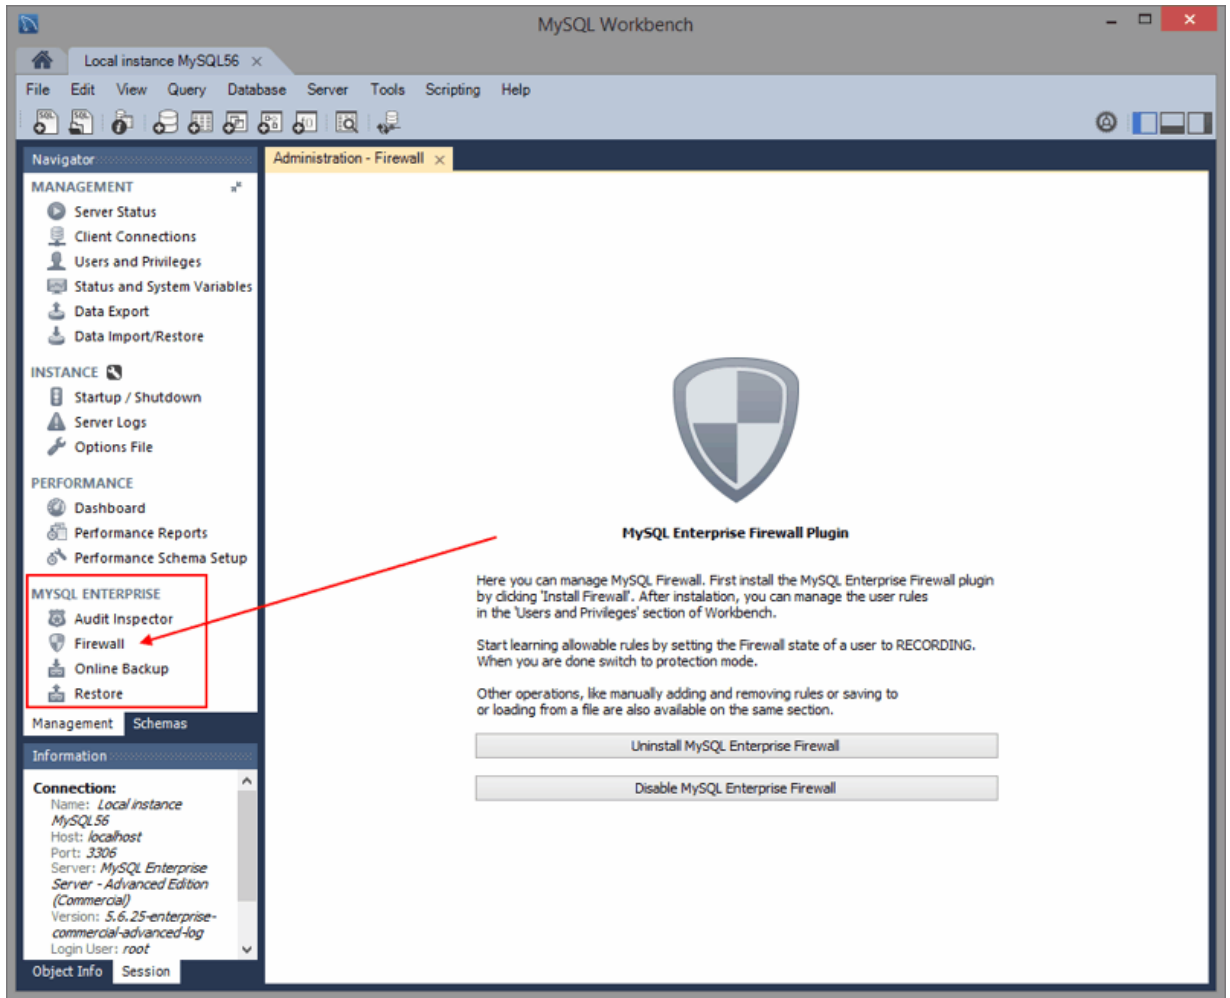 MySQL Workbench
Local instance MySQL56
File Edit View Query Database Server Tools Scripting Help
Navigator
MANAGEMENT
Server Status
Client Connections
Users and Privileges
Status and System Variables
Data Export
Data Import/Restore
INSTANCE
Startup / Shutdown
Server Logs
Options File
PERFORMANCE
Dashboard
Performance Reports
Performance Schema Setup
MYSQL ENTERPRISE
Audit Inspector
Firewall
Online Backup
Restore
Management Schemas
Information
Connection:
Name: Local instance
MySQL56
Host: localhost
Port: 3306
Server: MySQL Enterprise
Server - Advanced Edition
(Commercial)
Version: 5.6.25-enterprise-
commercial-advanced-log
Login User: root
Object Info Session
Administration - Firewall
MySQL Enterprise Firewall Plugin
Here you can manage MySQL Firewall. First install the MySQL Enterprise Firewall plugin
by clicking 'Install Firewall'. After instalation, you can manage the user rules
in the 'Users and Privileges' section of Workbench.
Start learning allowable rules by setting the Firewall state of a user to RECORDING.
When you are done switch to protection mode.
Other operations, like manually adding and removing rules or saving to
or loading from a file are also available on the same section.
Uninstall MySQL Enterprise Firewall
Disable MySQL Enterprise Firewall